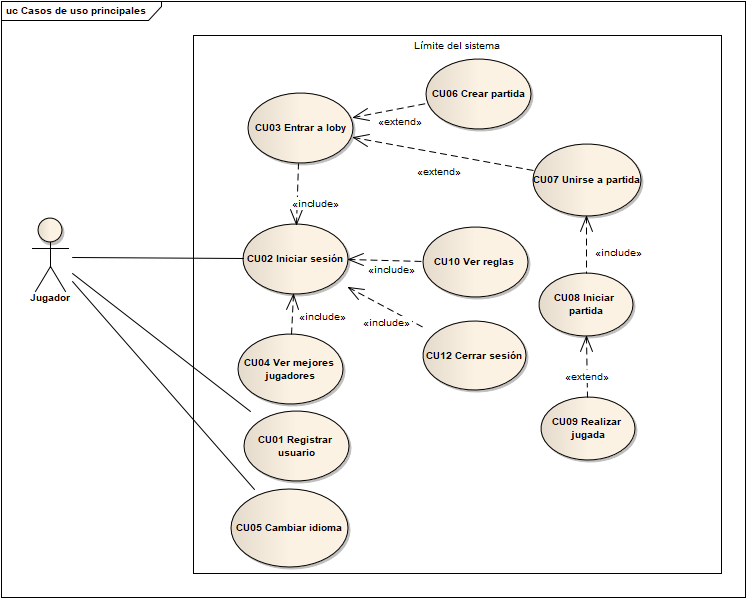 uc Casos de uso principales
Límite del sistema
CU06 Crear partida
CU03 Entrar a loby
«extend»
«extend»
CU07 Unirse a partida
«include»
Jugador
CU02 Iniciar sesión
«include»
CU10 Ver reglas
«include»
CU08 Iniciar
partida
«include»
«include»
CU12 Cerrar sesión
CU04 Ver mejores
jugadores
«extend»
CU09 Realizar
jugada
CU01 Registrar
usuario
CU05 Cambiar idioma